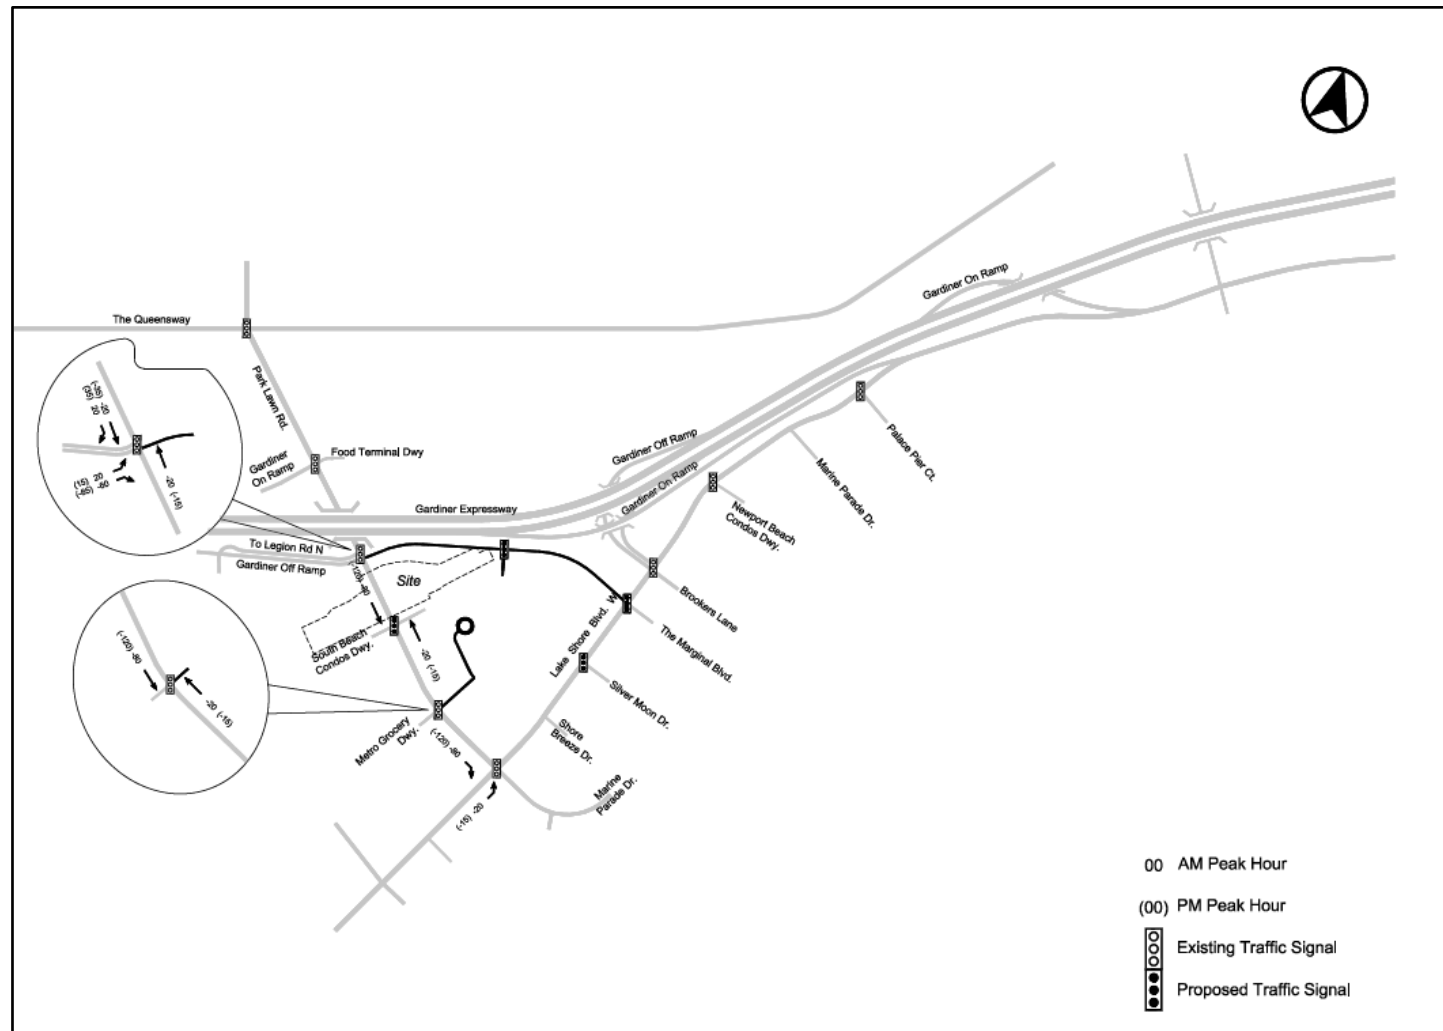 Gardiner On Ramp
The Queensway
Park Lawn Rd.
(-35) -20
(35) 20
(15) 20
(-65) -60
-20 (-15)
Food Terminal Dwy
Gardiner
On Ramp
Gardiner Off Ramp
Gardiner On Ramp
Palace Pier Ct.
Marine Parade Dr.
Newport Beach
Condos Dwy.
Gardiner Expressway
To Legion Rd N
Gardiner Off Ramp
(-120) -80
Site
Brookers Lane
The Marginal Blvd.
Lake Shore Blvd. W
South Beach
Condos Dwy.
-20 (-15)
Silver Moon Dr.
(-120) -80
-20 (-15)
Shore
Breeze Dr.
Metro Grocery
Dwy.
(-120) -80
Marine
Parade Dr.
(-15) -20
00 AM Peak Hour
(00) PM Peak Hour
Existing Traffic Signal
Proposed Traffic Signal